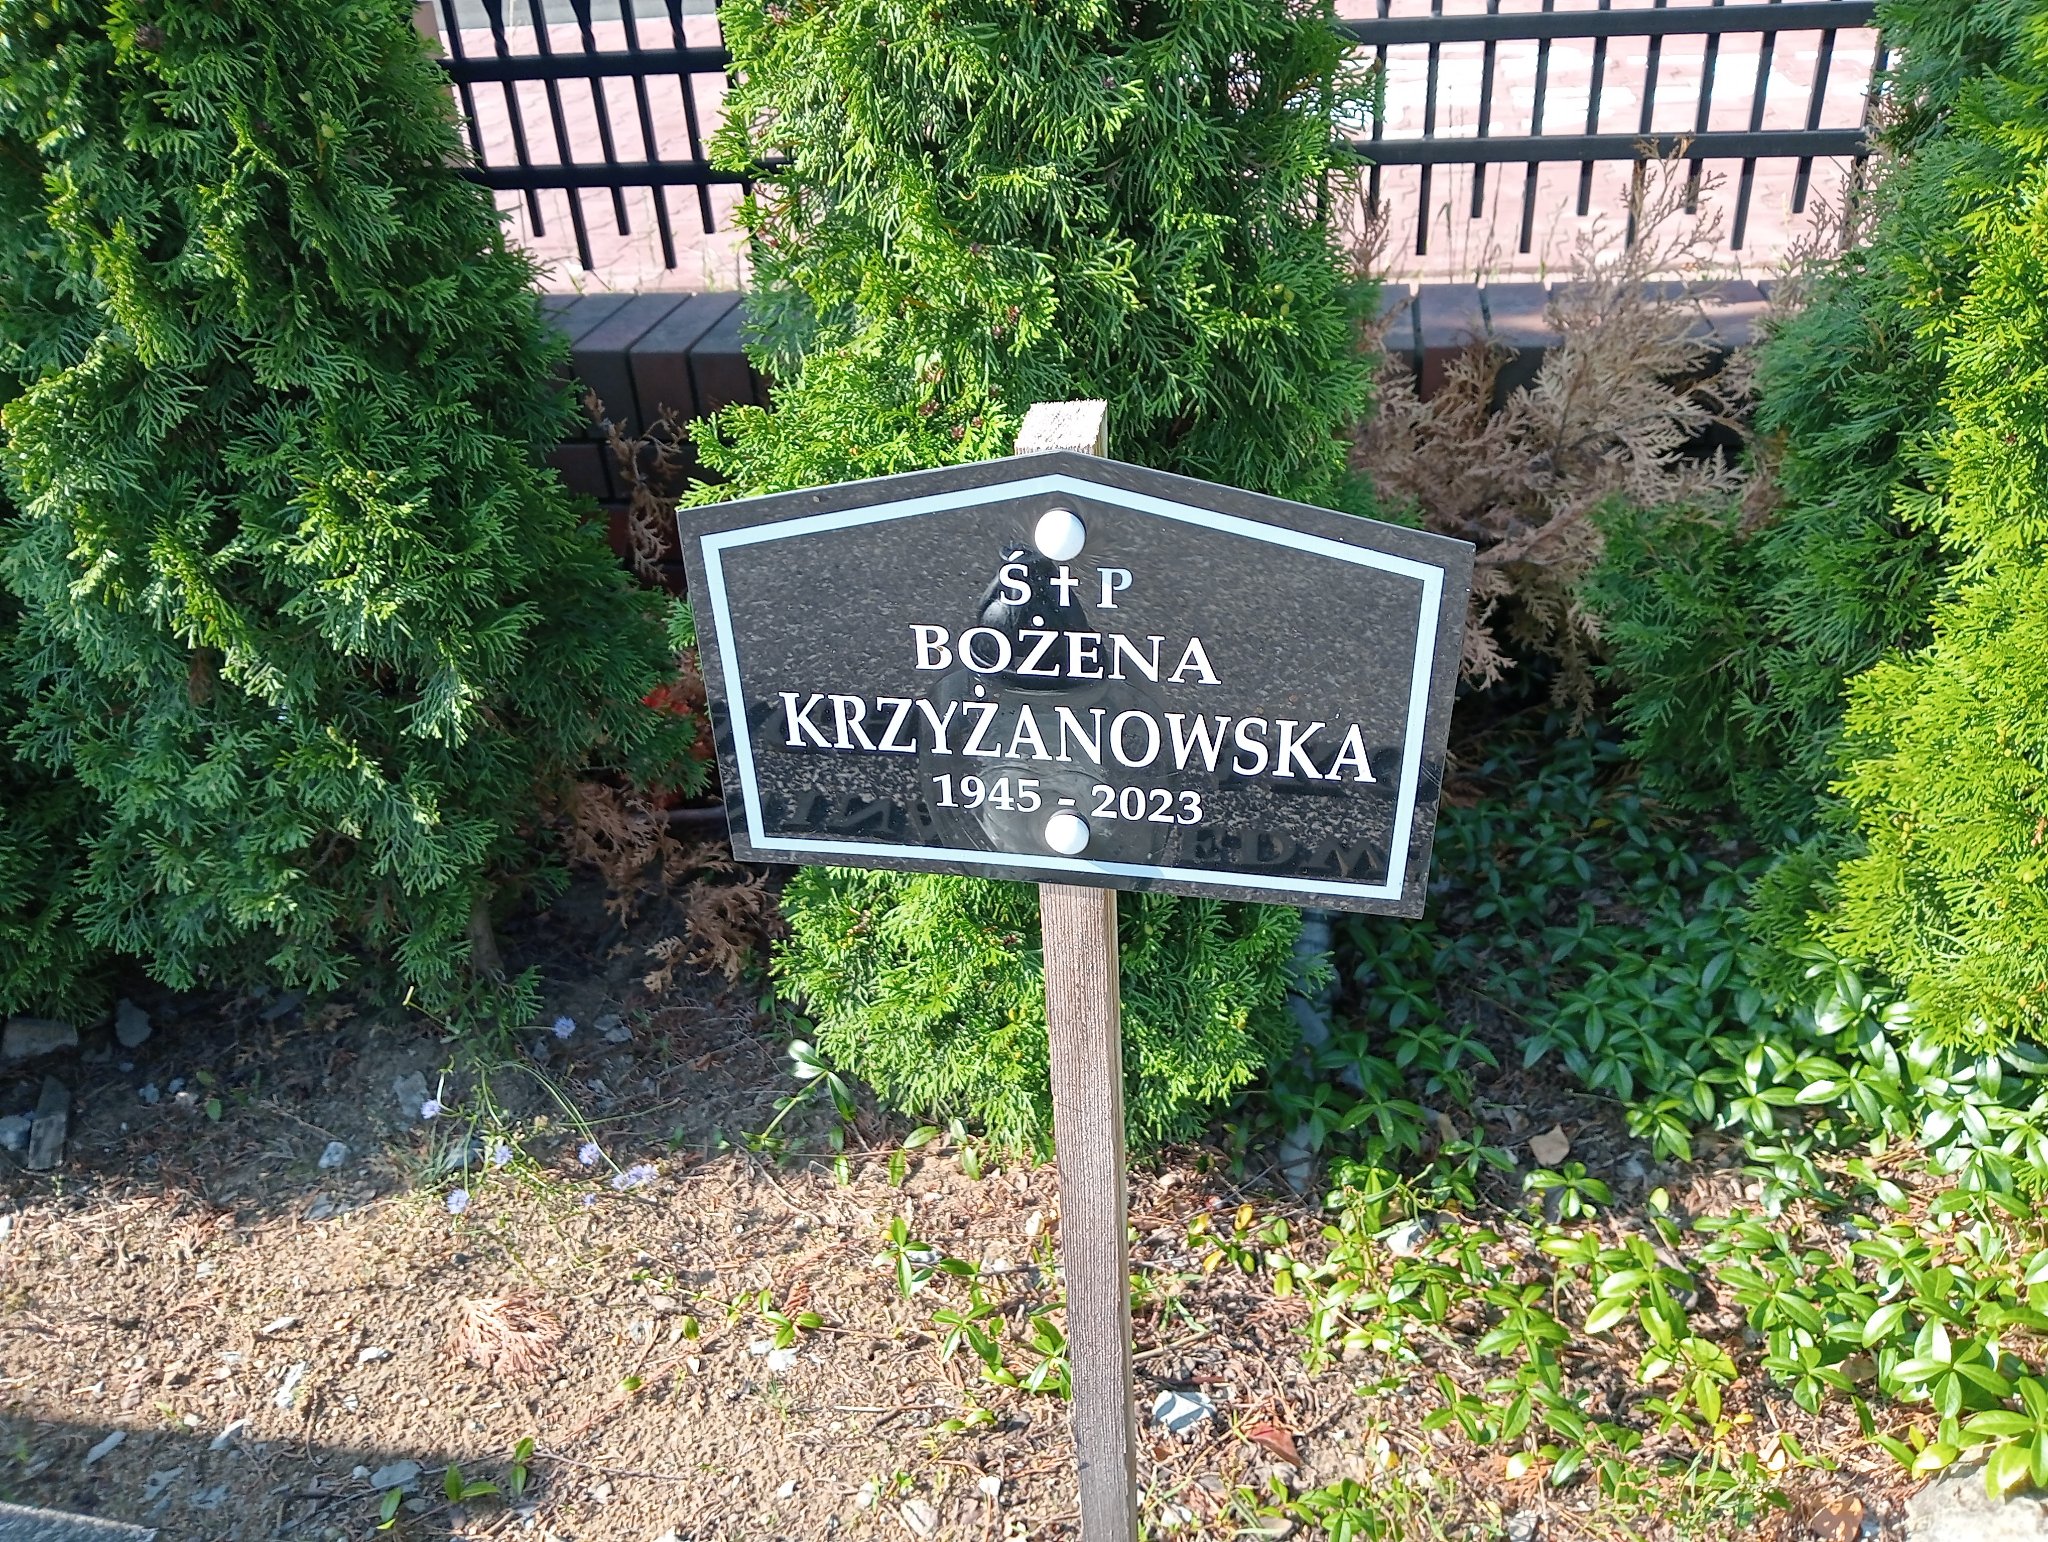 Ś✝P
BOŻENA
KRZYŻANOWSKA
1945 - 2023